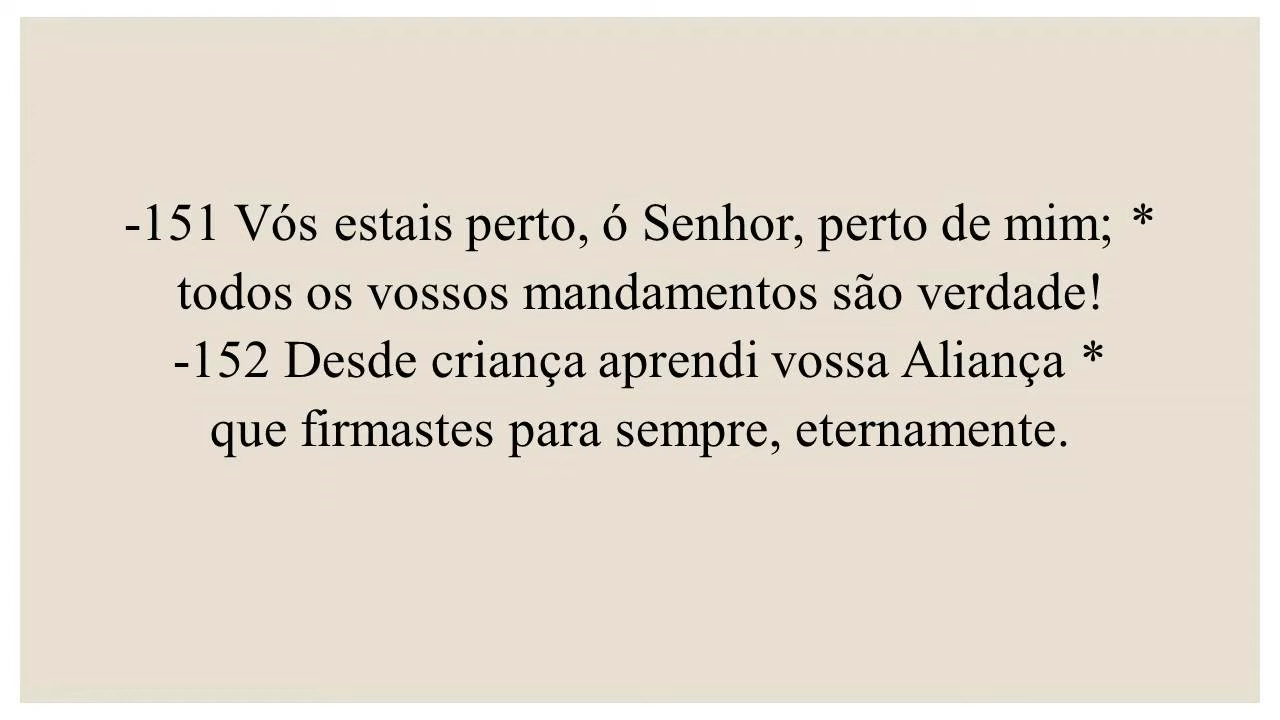 -151 Vós estais perto, ó Senhor, perto de mim; *
todos os vossos mandamentos são verdade!
-152 Desde criança aprendi vossa Aliança *
que firmastes para sempre, eternamente.